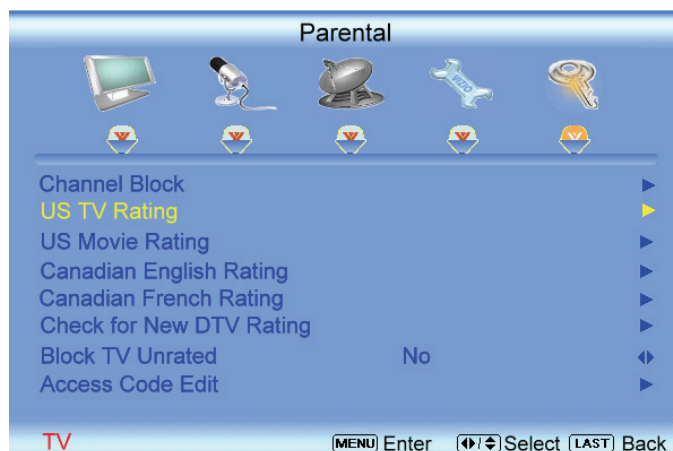 Parental
VIZIO
Channel Block
US TV Rating
US Movie Rating
Canadian English Rating
Canadian French Rating
Check for New DTV Rating
Block TV Unrated No
Access Code Edit
TV MENU Enter / Select LAST Back